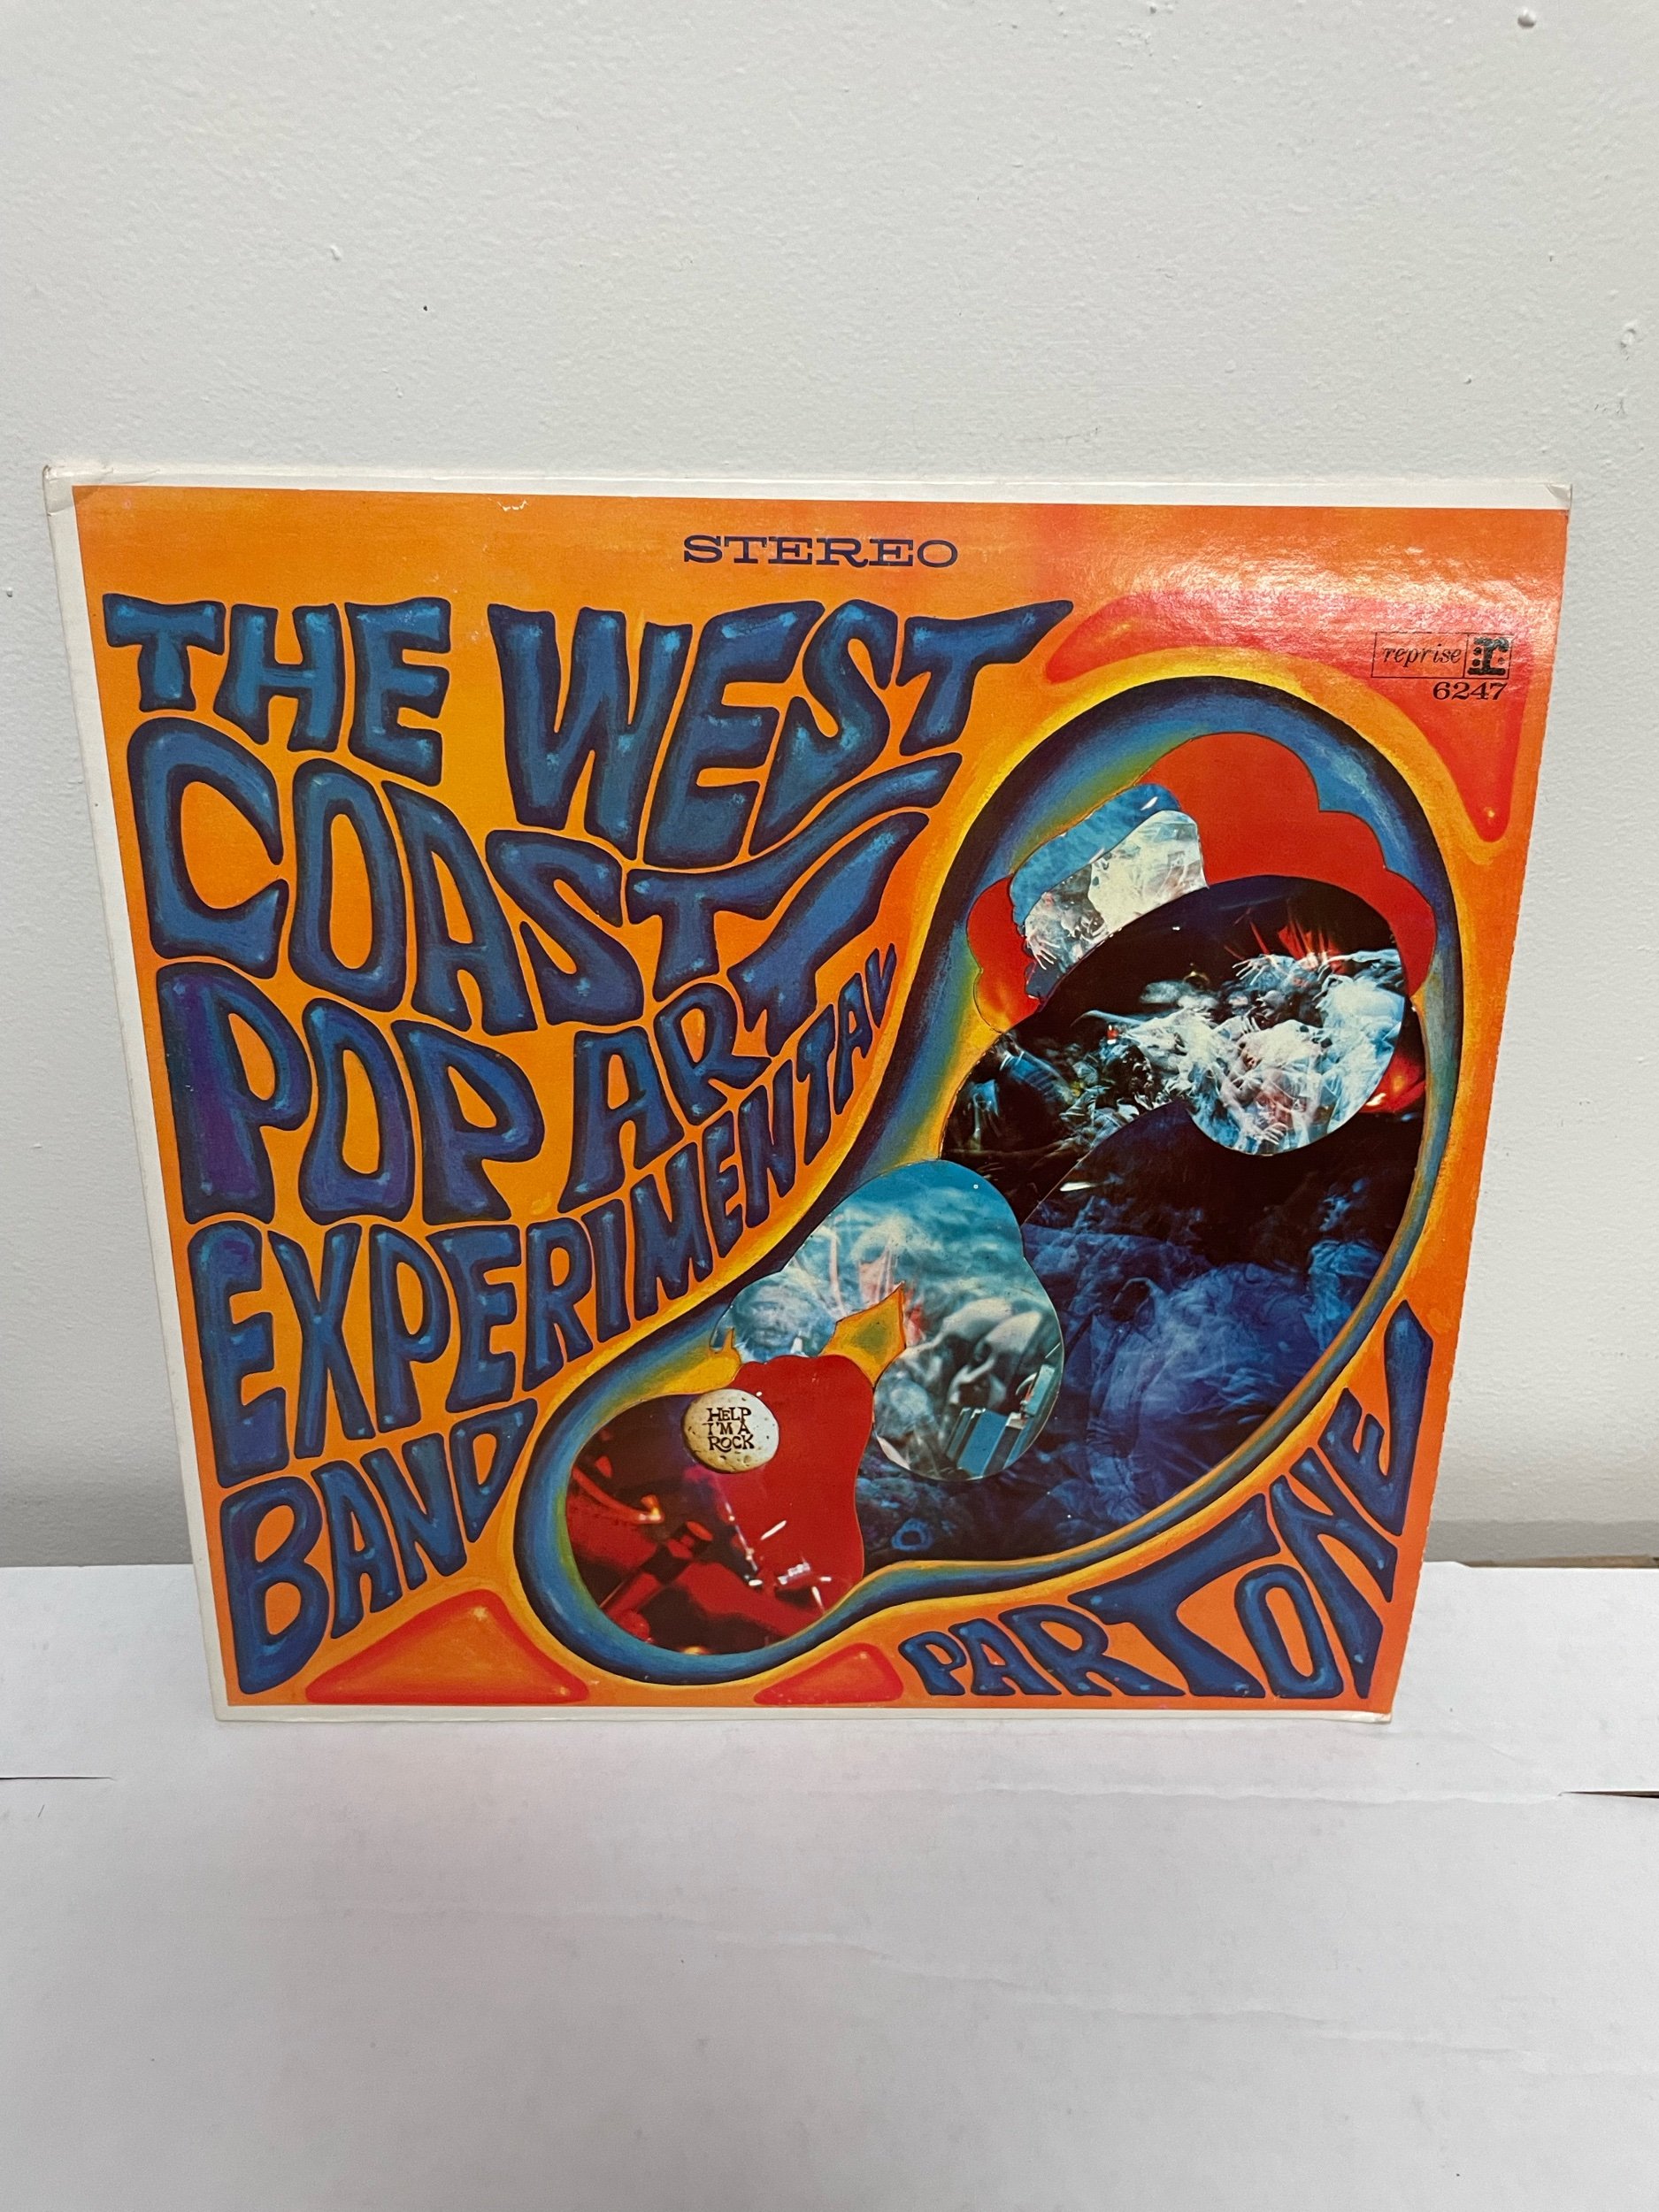 STEREO
reprise
6247
THE WEST
COAST
POP ART
EXPERIMENTAL
BAND
HELP
I'M A
ROCK
PART ONE